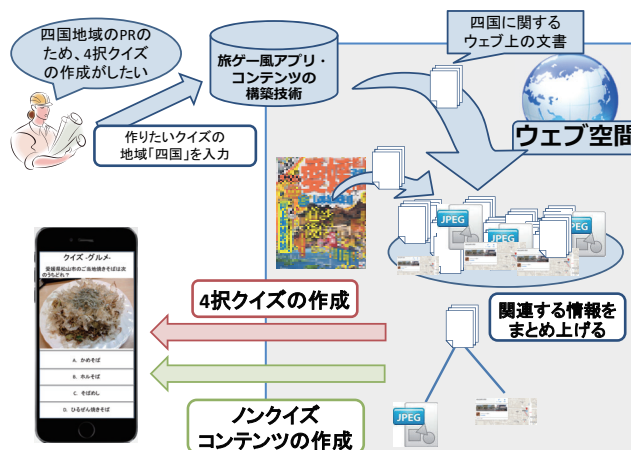 四国地域のPRの
ため、4択クイズ
の作成がしたい
旅ゲー風アプリ・
コンテンツの
構築技術
四国に関する
ウェブ上の文書
作りたいクイズの
地域「四国」を入力
ウェブ空間
愛媛
JPEG
JPEG
JPEG
クイズ -グルメ-
愛媛県松山市のご当地焼きそばは次
のうちどれ?
A. かめそば
B. ホルそば
C. そばめし
D. ひるぜん焼きそば
4択クイズの作成
関連する情報を
まとめ上げる
ノンクイズ
コンテンツの作成
JPEG